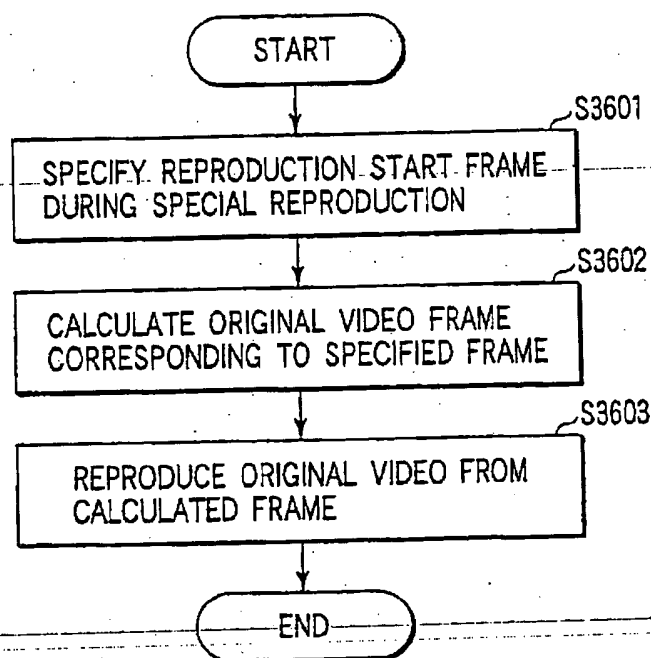 START
S3601
SPECIFY REPRODUCTION START FRAME
DURING SPECIAL REPRODUCTION
S3602
CALCULATE ORIGINAL VIDEO FRAME
CORRESPONDING TO SPECIFIED FRAME
S3603
REPRODUCE ORIGINAL VIDEO FROM
CALCULATED FRAME
END